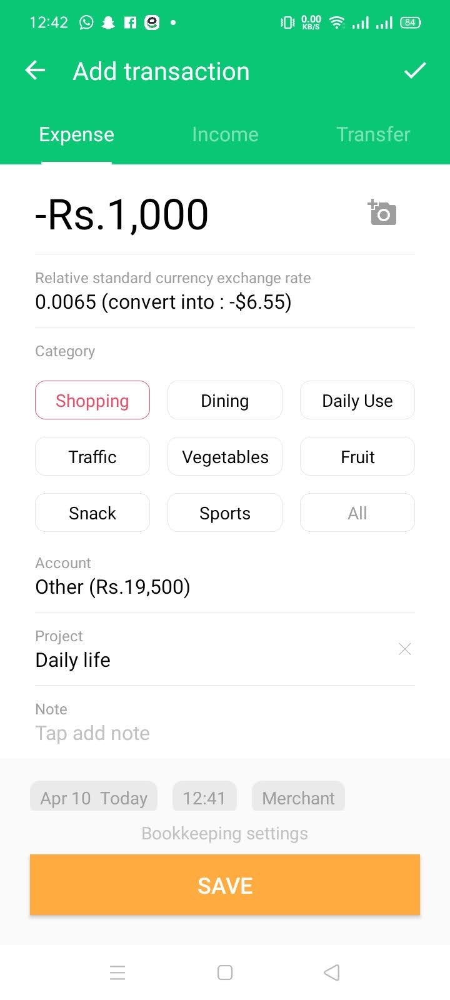 12:42 0.00 KB/S 84
Add transaction
Expense Income Transfer
-Rs.1,000
Relative standard currency exchange rate
0.0065 (convert into : -$6.55)
Category
Shopping Dining Daily Use
Traffic Vegetables Fruit
Snack Sports All
Account
Other (Rs.19,500)
Project
Daily life
Note
Tap add note
Apr 10 Today 12:41 Merchant
Bookkeeping settings
SAVE